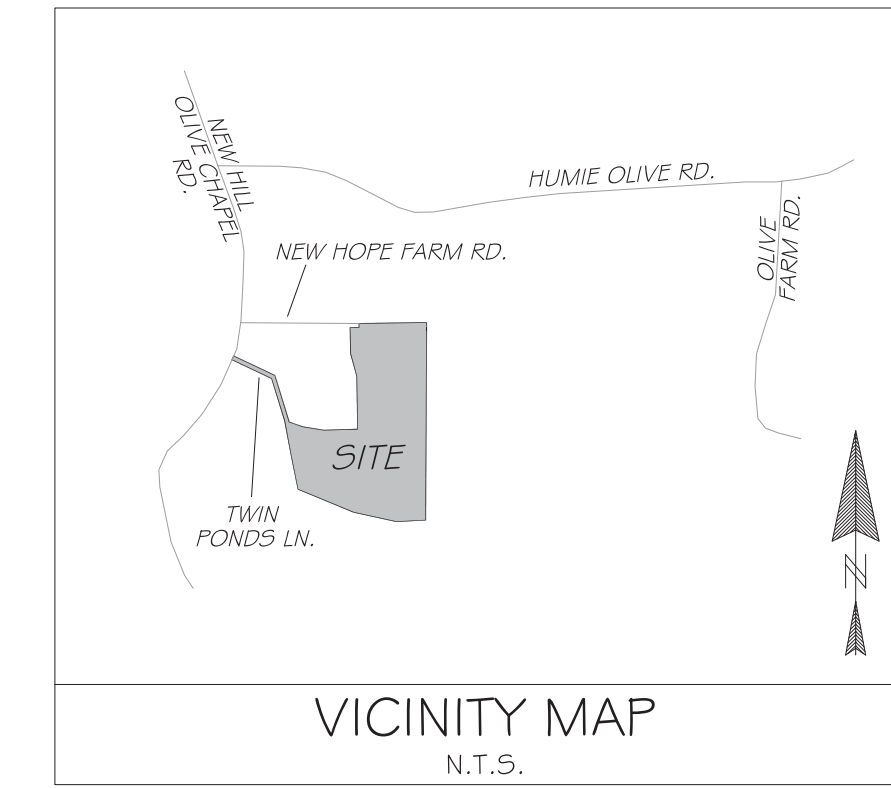 NEW HILL
OLIVE CHAPEL
RD.
HUMIE OLIVE RD.
OLIVE
FARM RD.
NEW HOPE FARM RD.
SITE
TWIN
PONDS LN.
N
VICINITY MAP
N.T.S.